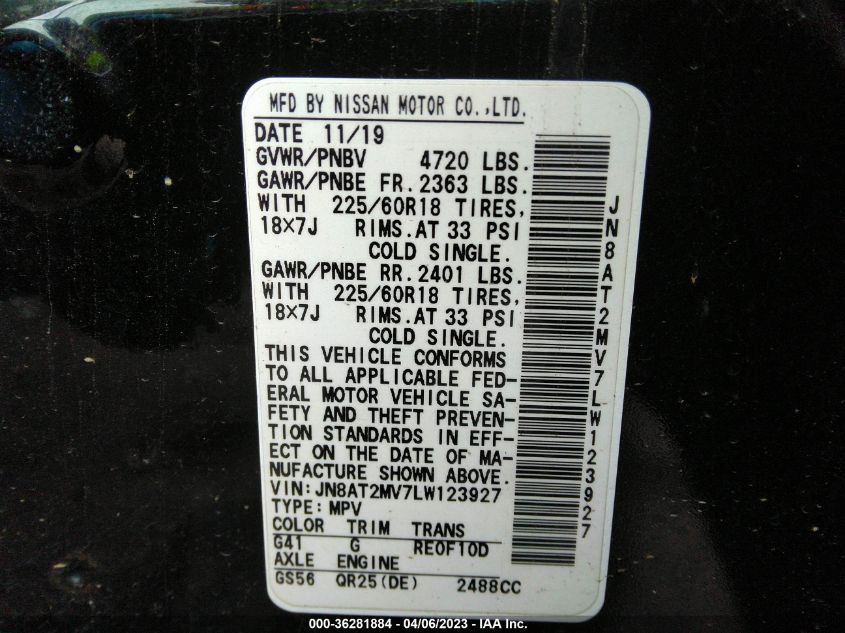 MFD BY NISSAN MOTOR CO.,LTD.
DATE 11/19
GVWR/PNBV 4720 LBS.
GAWR/PNBE FR. 2363 LBS.
WITH 225/60R18 TIRES,
18×7J RIMS.AT 33 PSI
COLD SINGLE.
GAWR/PNBE RR. 2401 LBS.
WITH 225/60R18 TIRES,
18×7J RIMS.AT 33 PSI
COLD SINGLE.
THIS VEHICLE CONFORMS
TO ALL APPLICABLE FED-
ERAL MOTOR VEHICLE SA-
FETY AND THEFT PREVEN-
TION STANDARDS IN EFF-
ECT ON THE DATE OF MA-
NUFACTURE SHOWN ABOVE.
VIN:JN8AT2MV7LW123927
TYPE:MPV
COLOR TRIM TRANS
G41 G RE0F10D
AXLE ENGINE
GS56 QR25(DE) 2488CC
JN8AT2MV7LW123927
000-36281884 - 04/06/2023 - IAA Inc.